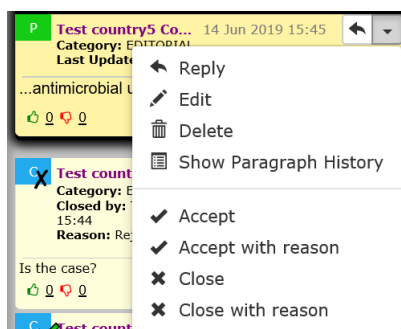 P Test country5 Co... 14 Jun 2019 15:45
Category: EDITORIAL
Last Update
...antimicrobial u
0 0
Reply
Edit
Delete
Show Paragraph History
Accept
Accept with reason
Close
Close with reason
C Test count
Category: E
Closed by: T
15:44
Reason: Rej
Is the case?
0 0
C Test count